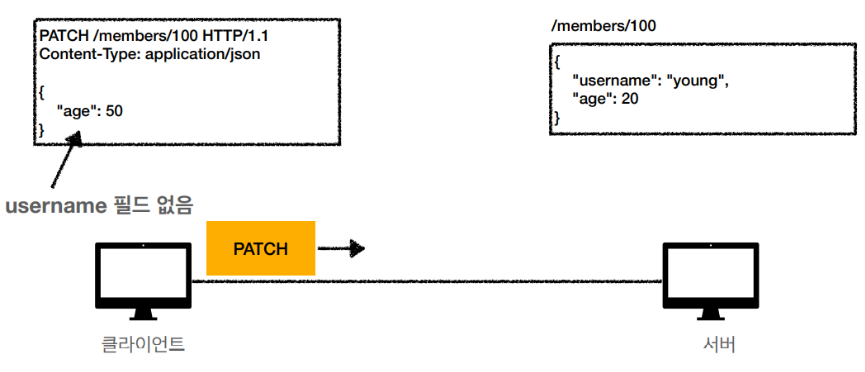 PATCH /members/100 HTTP/1.1
Content-Type: application/json
{
"age": 50
}
username 필드 없음
/members/100
{
"username": "young",
"age": 20
}
PATCH
클라이언트
서버